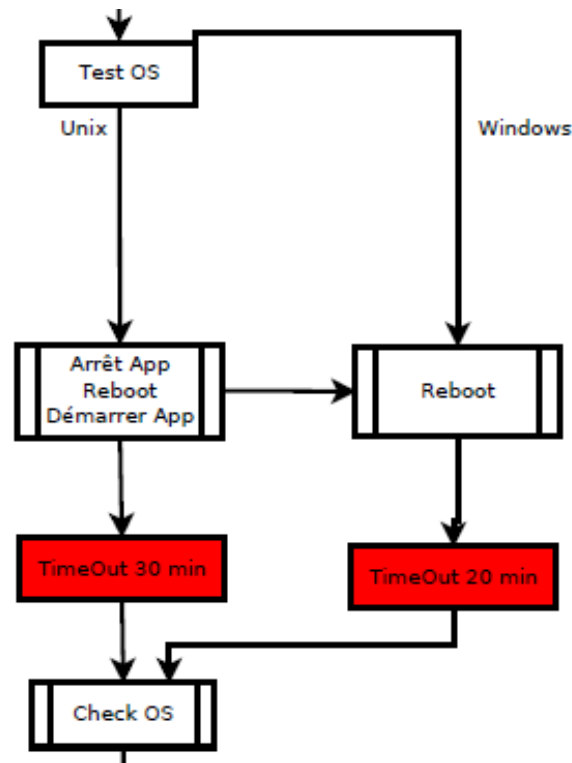 Test OS
Unix
Windows
Arrêt App
Reboot
Démarrer App
Reboot
TimeOut 30 min
TimeOut 20 min
Check OS